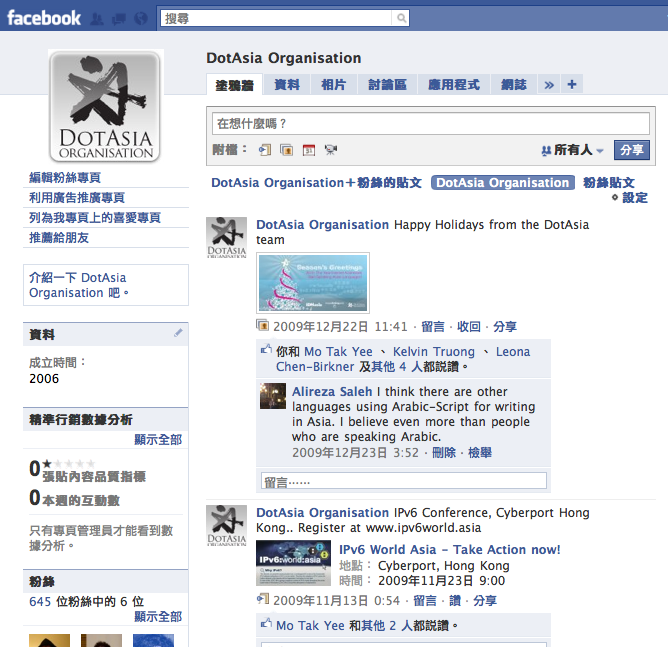 facebook
搜尋
DOTASIA
ORGANISATION
編輯粉絲專頁
利用廣告推廣專頁
列為我專頁上的喜愛專頁
推薦給朋友
介紹一下 DotAsia
Organisation 吧。
資料
成立時間：
2006
精準行銷數據分析
顯示全部
0張貼內容品質指標
0本週的互動數
只有專頁管理員才能看到數
據分析。
粉絲
645 位粉絲中的 6 位
顯示全部
DotAsia Organisation
塗鴉牆 資料 相片 討論區 應用程式 網誌 » +
在想什麼嗎？
附檔： 31 所有人 分享
DotAsia Organisation＋粉絲的貼文 DotAsia Organisation 粉絲貼文
設定
DOTASIA
ORGANISATION
DotAsia Organisation Happy Holidays from the DotAsia
team
Season's Greetings
2009年12月22日 11:41 · 留言 · 收回 · 分享
你和 Mo Tak Yee 、 Kelvin Truong 、 Leona
Chen-Birkner 及其他 4 人都説讚。
Alireza Saleh I think there are other
languages using Arabic-Script for writing
in Asia. I believe even more than people
who are speaking Arabic.
2009年12月23日 3:52 · 刪除 · 檢舉
留言……
DOTASIA
ORGANISATION
DotAsia Organisation IPv6 Conference, Cyberport Hong
Kong.. Register at www.ipv6world.asia
IPv6:world:asia
IPv6 World Asia - Take Action now!
地點： Cyberport, Hong Kong
時間： 2009年11月23日 9:00
2009年11月13日 0:54 · 留言 · 讚 · 分享
Mo Tak Yee 和其他 2 人都説讚。